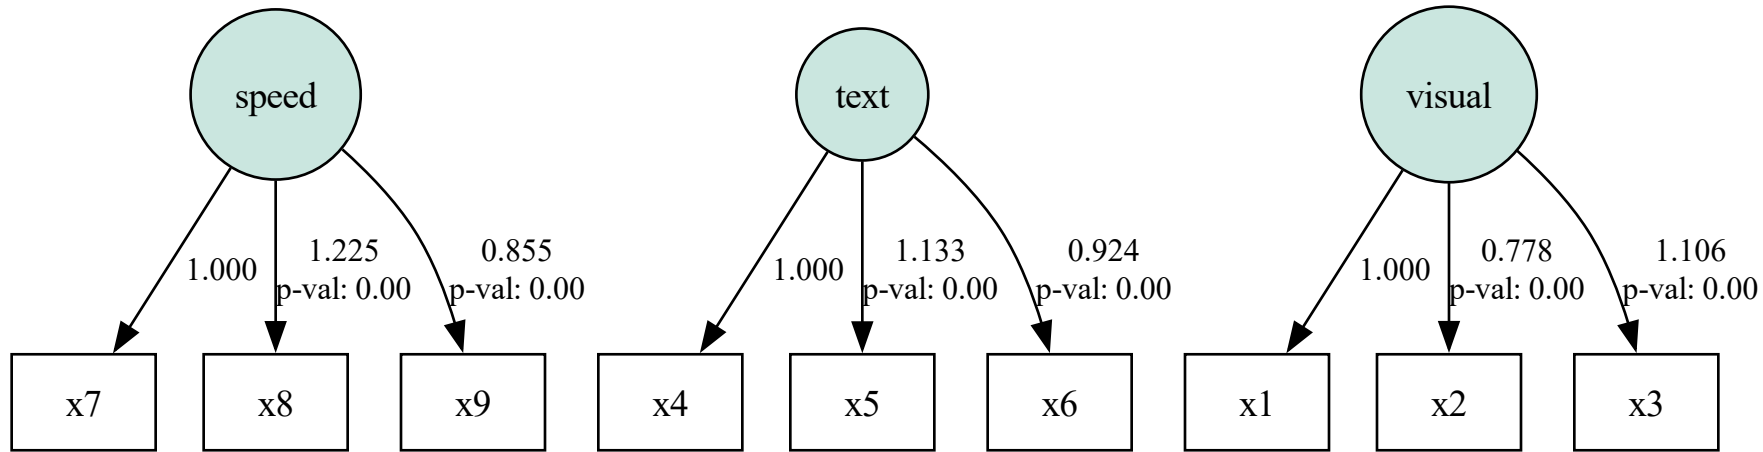 speed
text
visual
1.000
1.225
p-val: 0.00
0.855
p-val: 0.00
1.000
1.133
p-val: 0.00
0.924
p-val: 0.00
1.000
0.778
p-val: 0.00
1.106
p-val: 0.00
x7
x8
x9
x4
x5
x6
x1
x2
x3